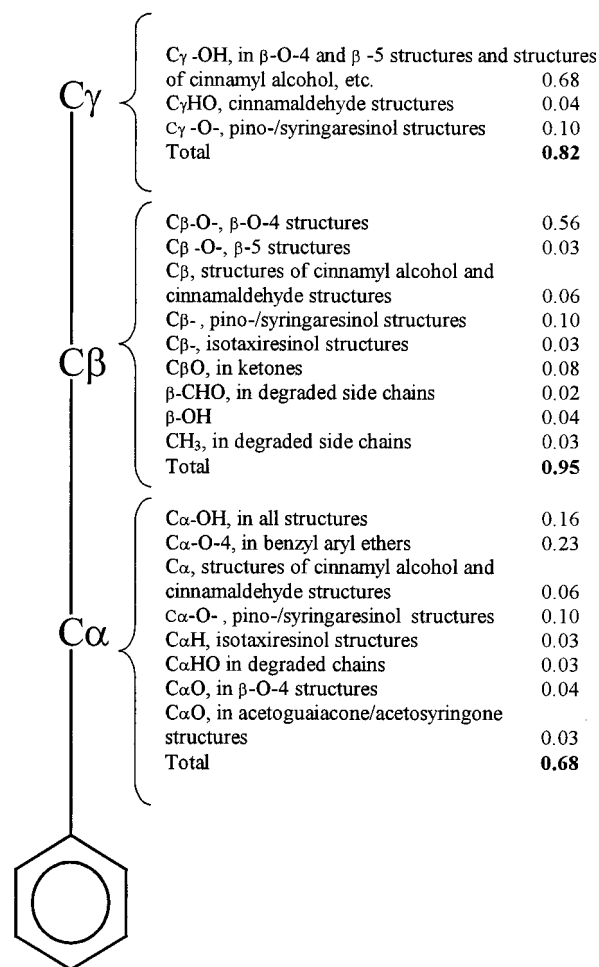 Cγ
Cγ -OH, in β-O-4 and β -5 structures and structures
of cinnamyl alcohol, etc. 0.68
CγHO, cinnamaldehyde structures 0.04
Cγ -O-, pino-/syringaresinol structures 0.10
Total 0.82
Cβ
Cβ-O-, β-O-4 structures 0.56
Cβ -O-, β-5 structures 0.03
Cβ, structures of cinnamyl alcohol and
cinnamaldehyde structures 0.06
Cβ- , pino-/syringaresinol structures 0.10
Cβ-, isotaxiresinol structures 0.03
CβO, in ketones 0.08
β-CHO, in degraded side chains 0.02
β-OH 0.04
CH₃, in degraded side chains 0.03
Total 0.95
Cα
Cα-OH, in all structures 0.16
Cα-O-4, in benzyl aryl ethers 0.23
Cα, structures of cinnamyl alcohol and
cinnamaldehyde structures 0.06
Cα-O- , pino-/syringaresinol structures 0.10
CαH, isotaxiresinol structures 0.03
CαHO in degraded chains 0.03
CαO, in β-O-4 structures 0.04
CαO, in acetoguaiacone/acetosyringone
structures 0.03
Total 0.68